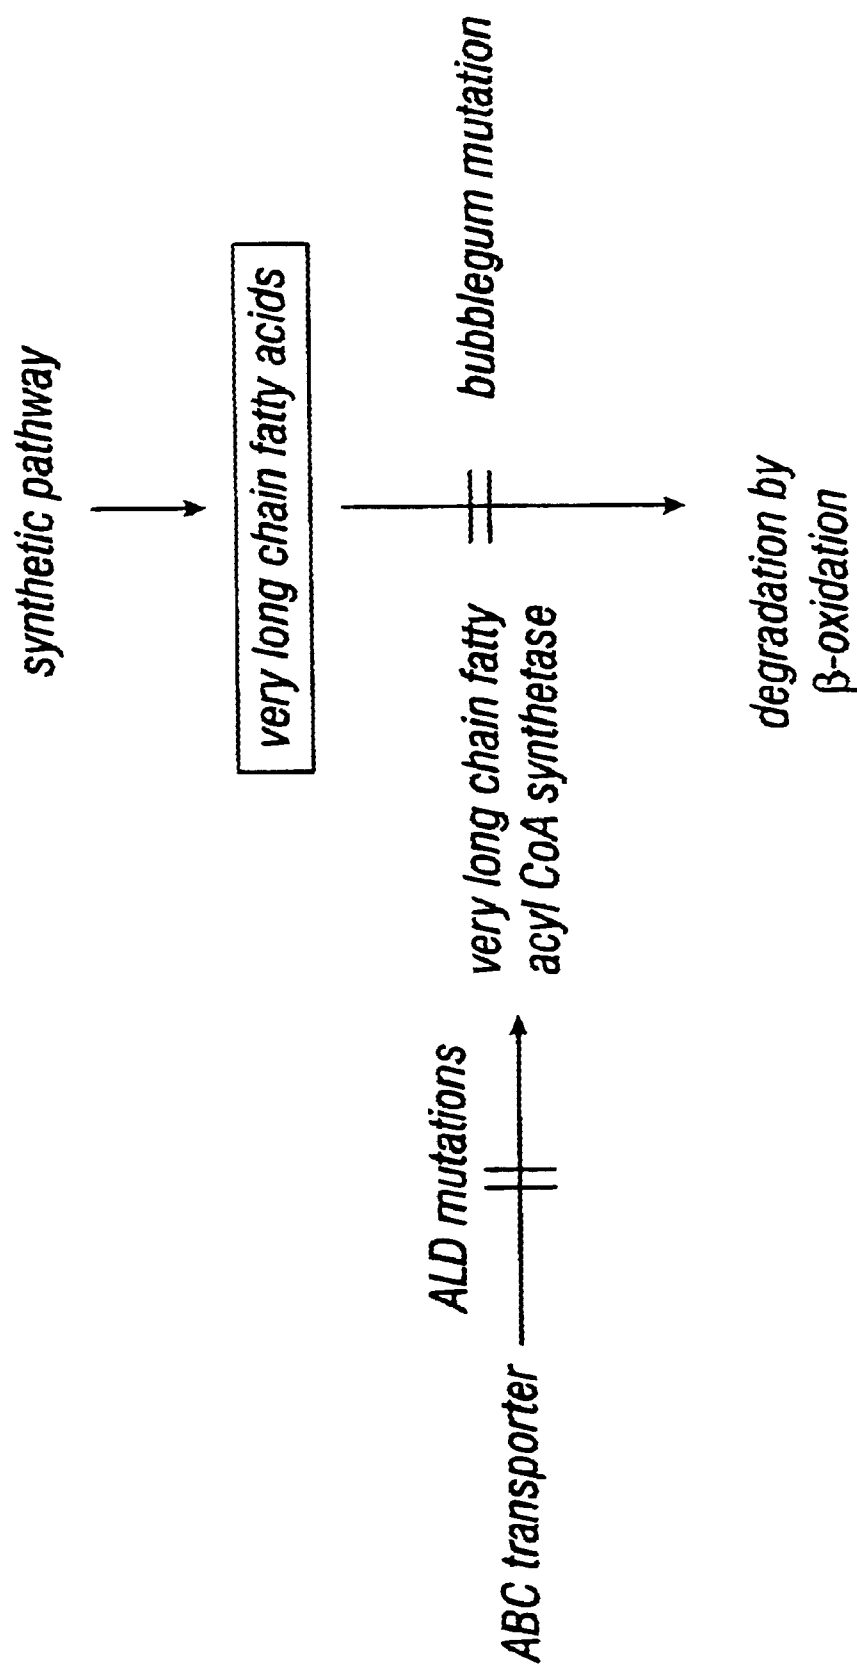 synthetic pathway
very long chain fatty acids
very long chain fatty
acyl CoA synthetase
bubblegum mutation
ALD mutations
ABC transporter
degradation by
β-oxidation